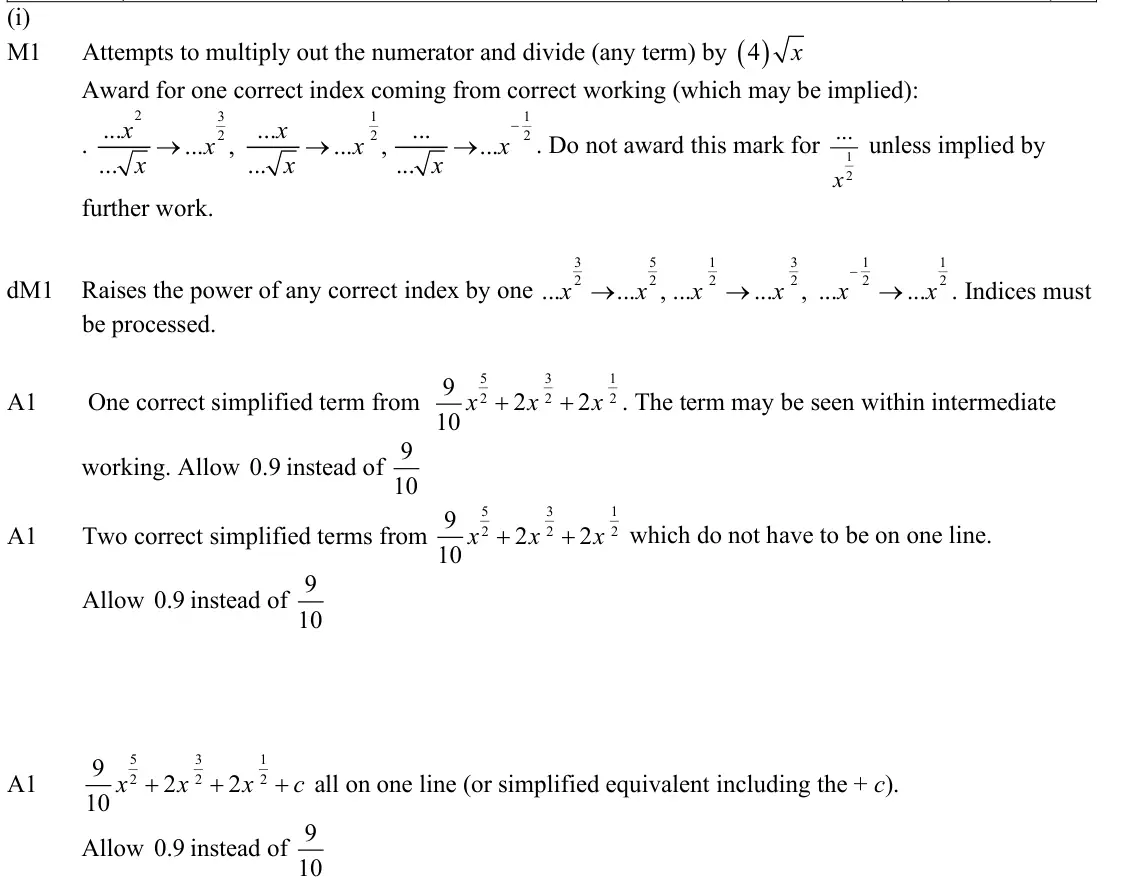 (i)
M1 Attempts to multiply out the numerator and divide (any term) by (4)√x
Award for one correct index coming from correct working (which may be implied):
. ...x²/...√x → ...x^(3/2), ...x/...√x → ...x^(1/2), .../...√x → ...x^(−1/2). Do not award this mark for .../x^(1/2) unless implied by
further work.
dM1 Raises the power of any correct index by one ...x^(3/2) → ...x^(5/2), ...x^(1/2) → ...x^(3/2), ...x^(−1/2) → ...x^(1/2). Indices must
be processed.
A1 One correct simplified term from 9/10 x^(5/2) + 2x^(3/2) + 2x^(1/2). The term may be seen within intermediate
working. Allow 0.9 instead of 9/10
A1 Two correct simplified terms from 9/10 x^(5/2) + 2x^(3/2) + 2x^(1/2) which do not have to be on one line.
Allow 0.9 instead of 9/10
A1 9/10 x^(5/2) + 2x^(3/2) + 2x^(1/2) + c all on one line (or simplified equivalent including the + c).
Allow 0.9 instead of 9/10